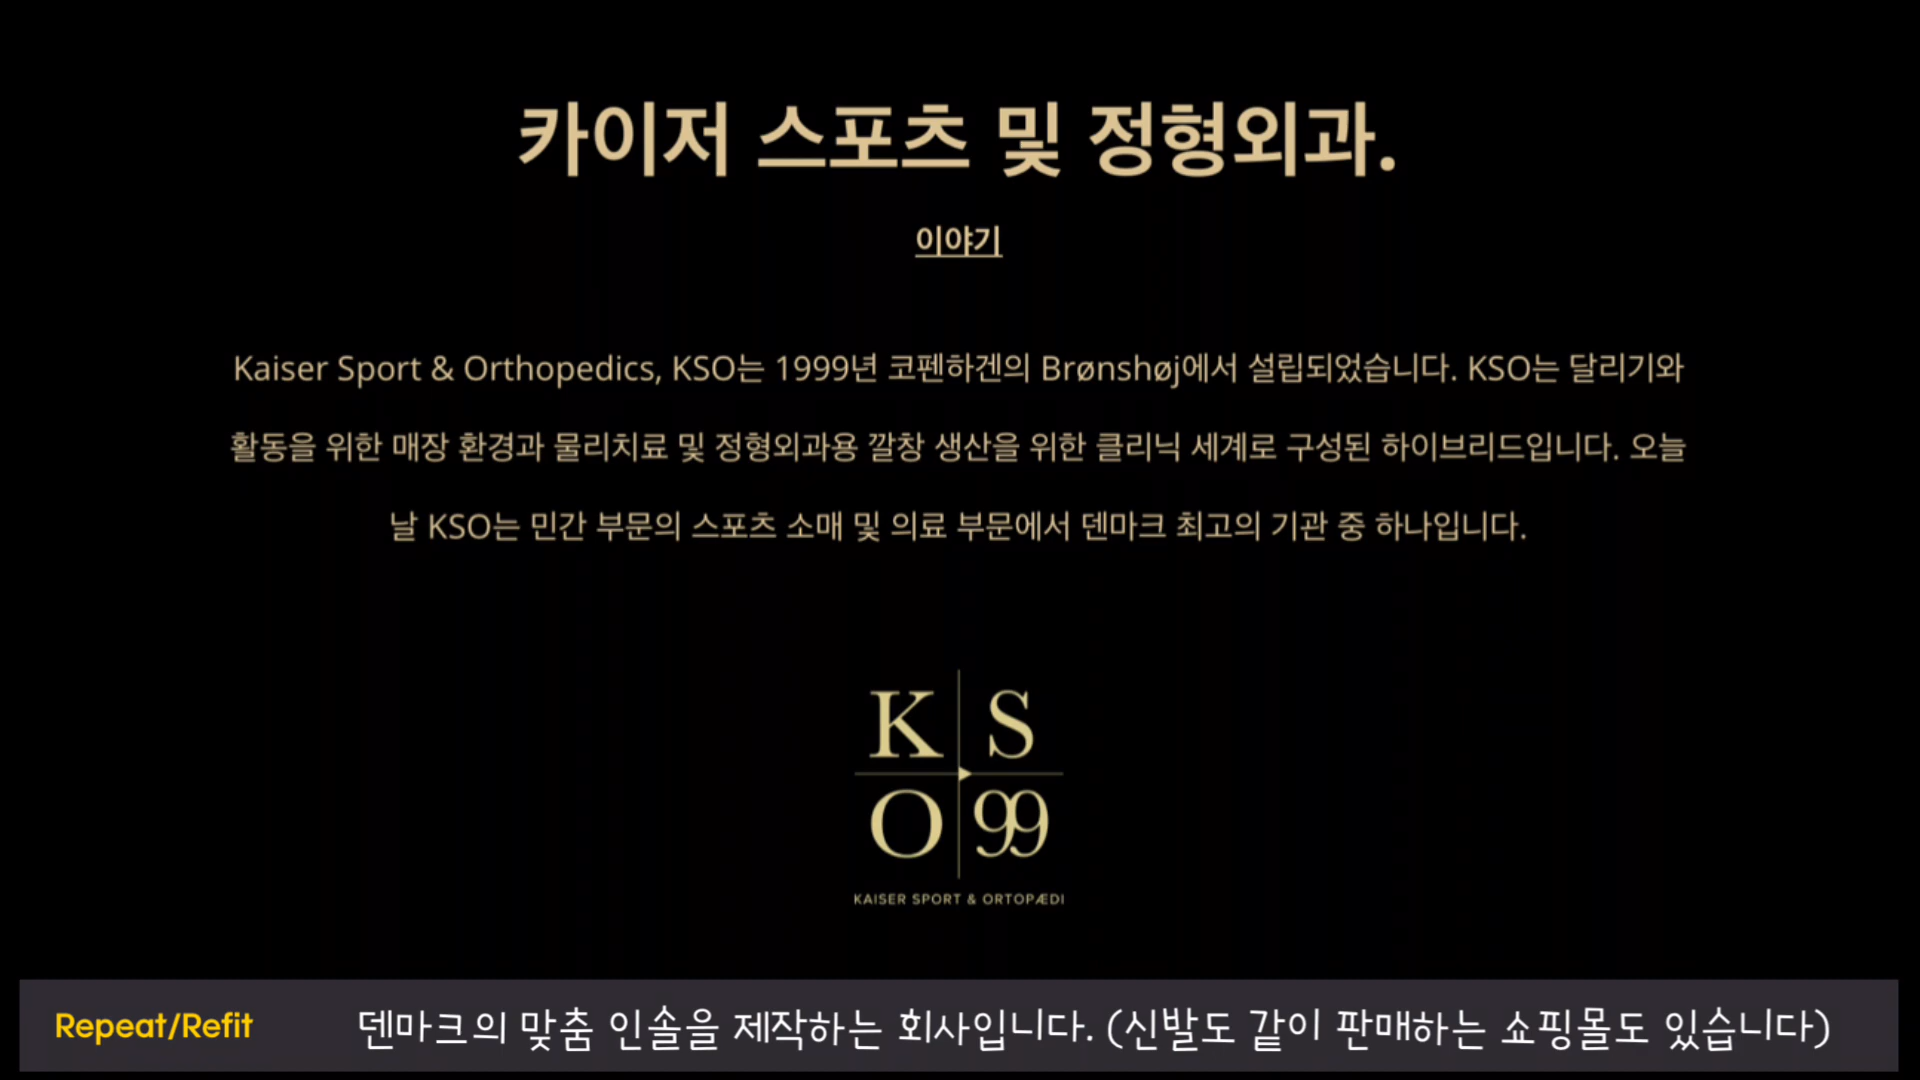 카이저 스포츠 및 정형외과.
이야기
Kaiser Sport & Orthopedics, KSO는 1999년 코펜하겐의 Brønshøj에서 설립되었습니다. KSO는 달리기와
활동을 위한 매장 환경과 물리치료 및 정형외과용 깔창 생산을 위한 클리닉 세계로 구성된 하이브리드입니다. 오늘
날 KSO는 민간 부문의 스포츠 소매 및 의료 부문에서 덴마크 최고의 기관 중 하나입니다.
K S
O 99
KAISER SPORT & ORTOPÆDI
Repeat/Refit 덴마크의 맞춤 인솔을 제작하는 회사입니다. (신발도 같이 판매하는 쇼핑몰도 있습니다)